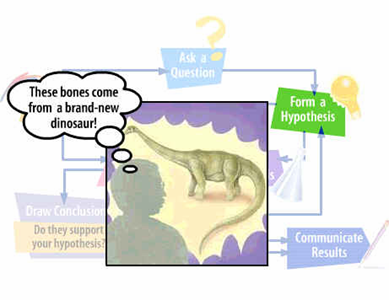 Ask a
Question
These bones come
from a brand-new
dinosaur!
Form a
Hypothesis
Draw Conclusion
Do they support
your hypothesis?
Communicate
Results